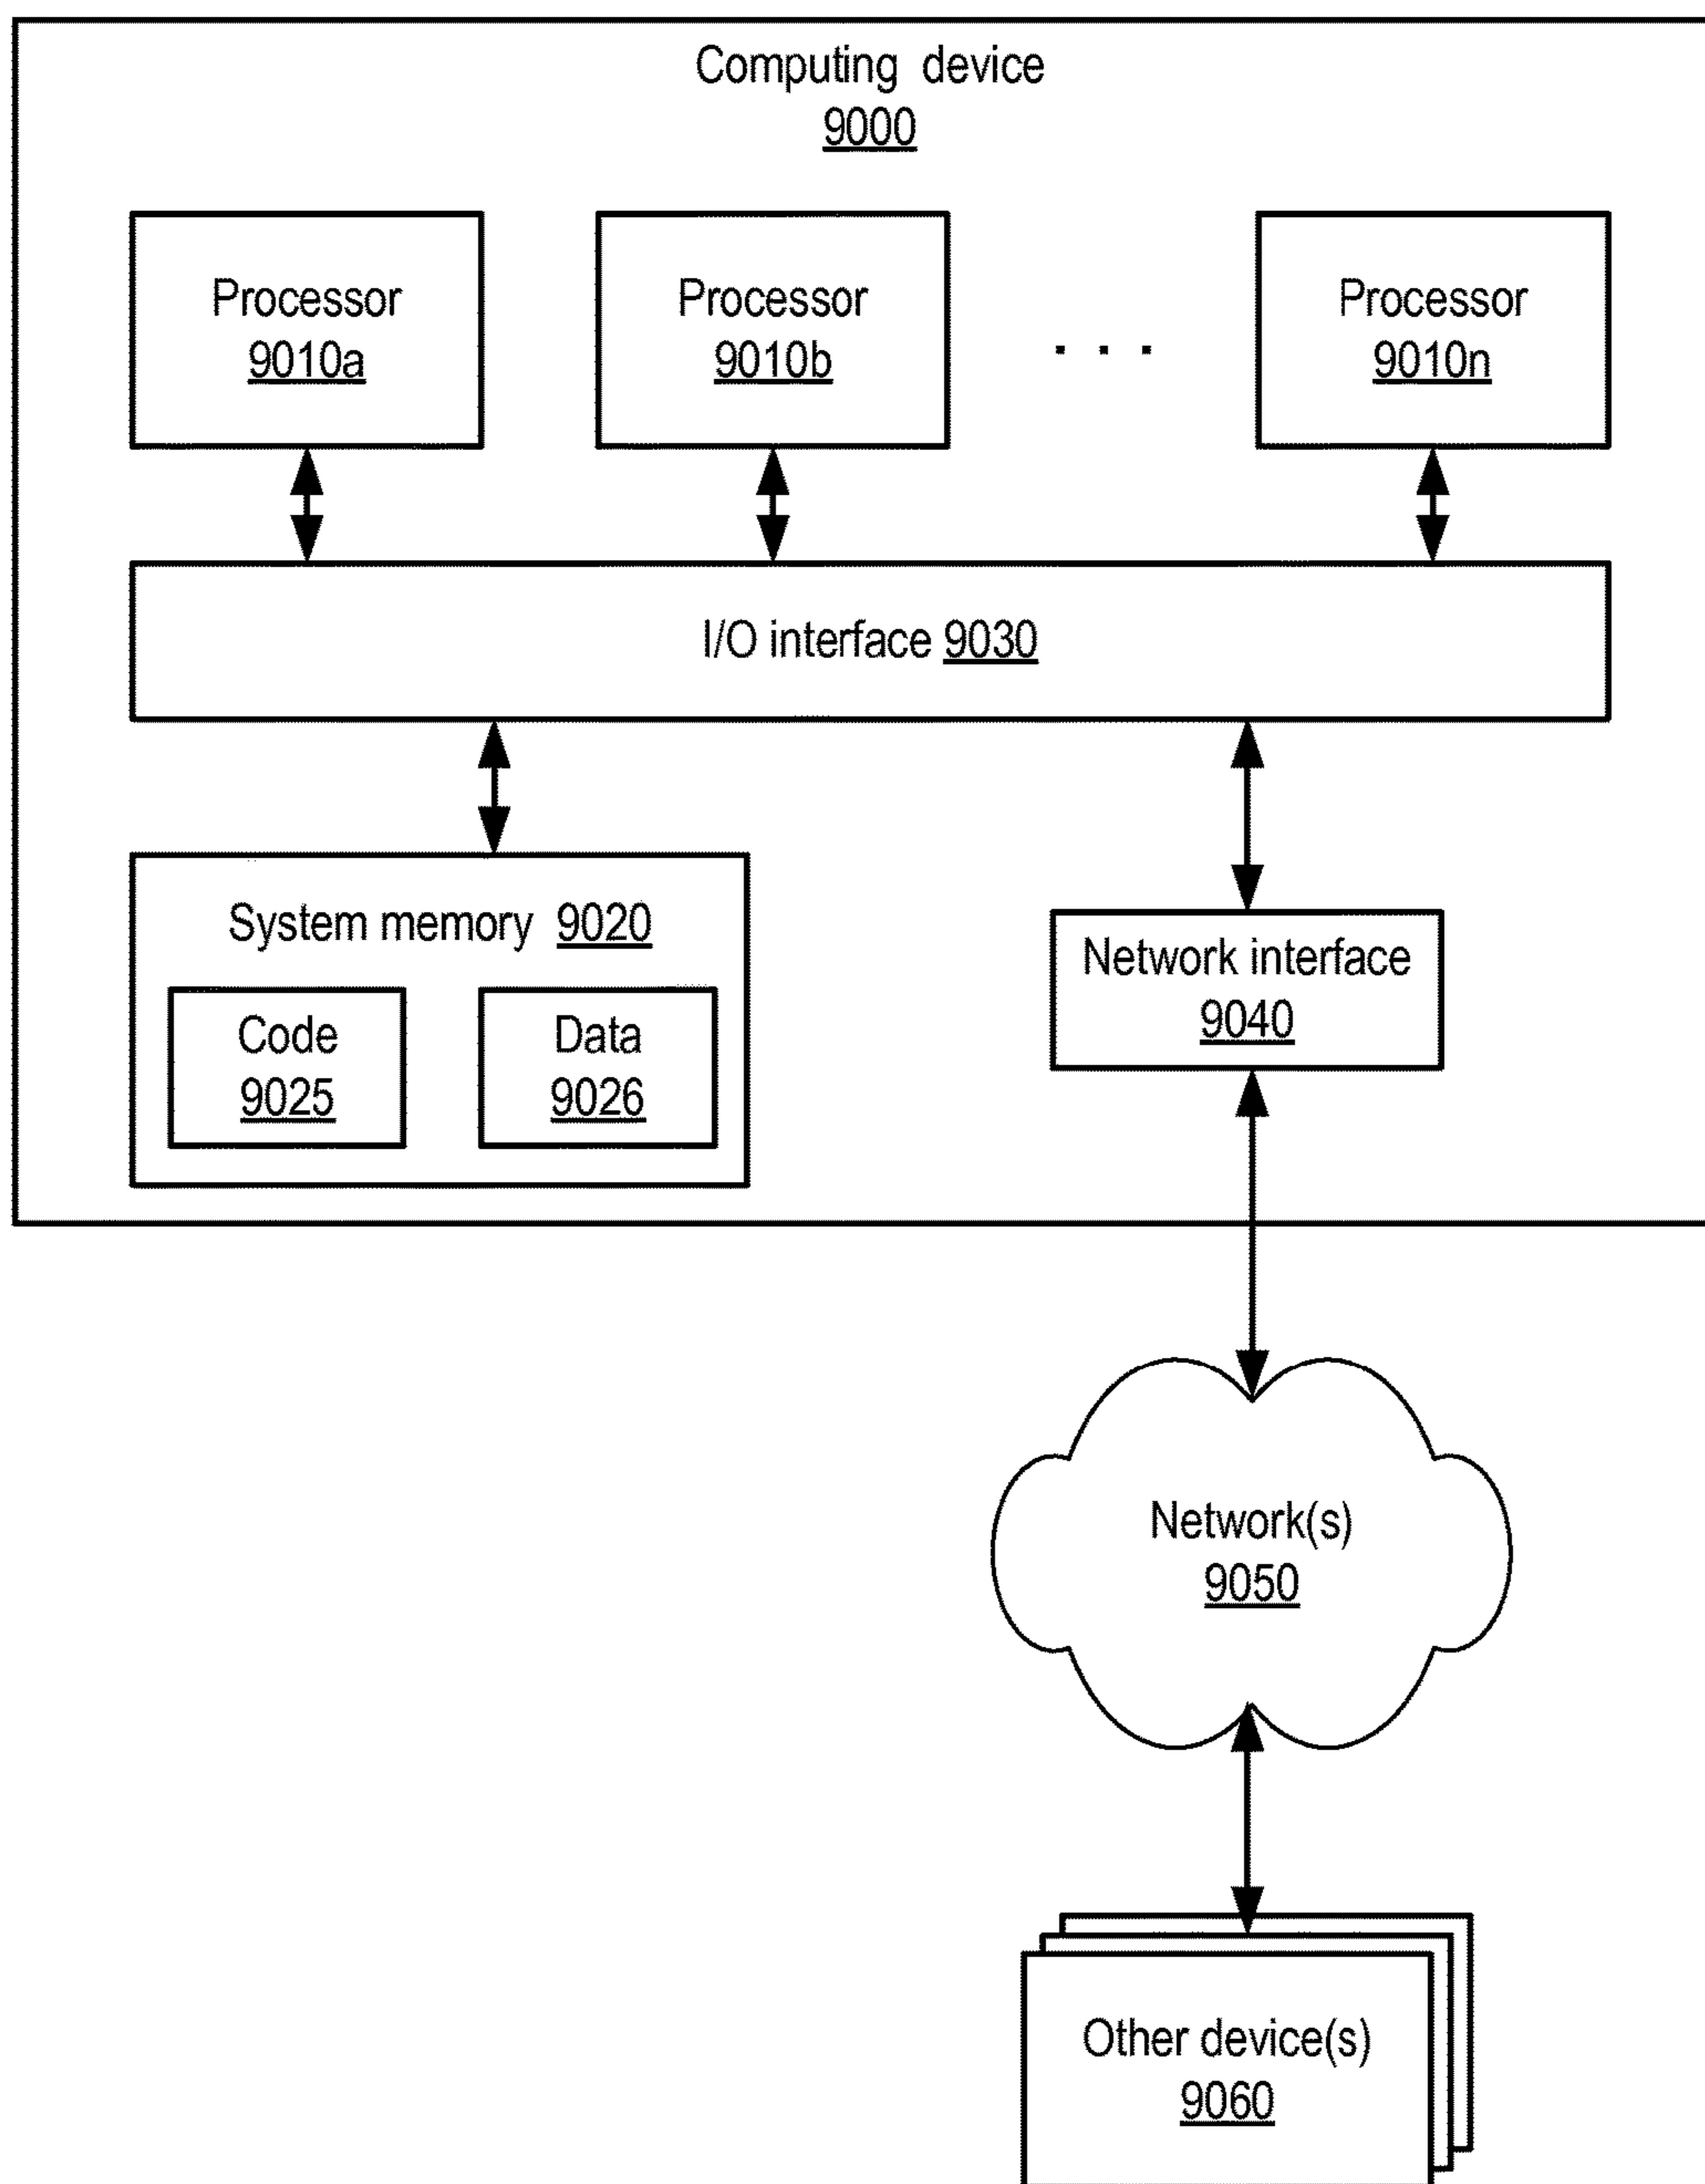 Computing device
9000
Processor
9010a
Processor
9010b
. . .
Processor
9010n
I/O interface 9030
System memory 9020
Code
9025
Data
9026
Network interface
9040
Network(s)
9050
Other device(s)
9060